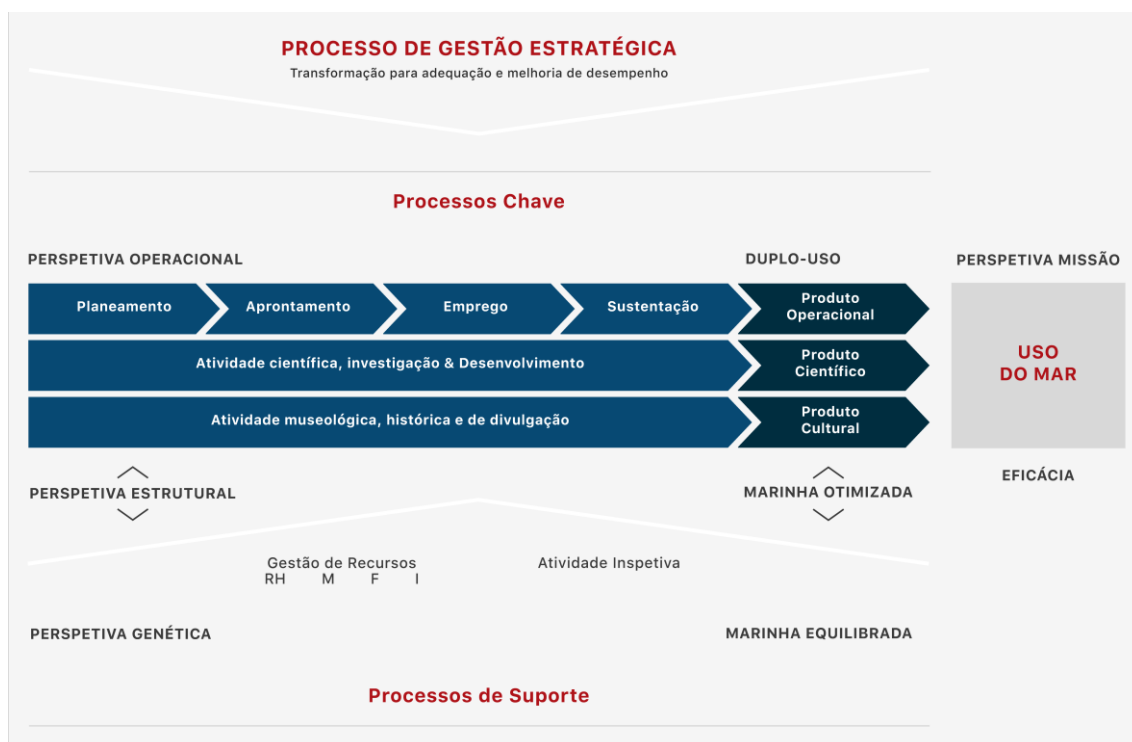 PROCESSO DE GESTÃO ESTRATÉGICA
Transformação para adequação e melhoria de desempenho
Processos Chave
PERSPETIVA OPERACIONAL
DUPLO-USO
PERSPETIVA MISSÃO
Planeamento
Aprontamento
Emprego
Sustentação
Produto
Operacional
Atividade científica, investigação & Desenvolvimento
Produto
Científico
Atividade museológica, histórica e de divulgação
Produto
Cultural
USO
DO MAR
EFICÁCIA
PERSPETIVA ESTRUTURAL
MARINHA OTIMIZADA
Gestão de Recursos
RH M F I
Atividade Inspetiva
PERSPETIVA GENÉTICA
MARINHA EQUILIBRADA
Processos de Suporte